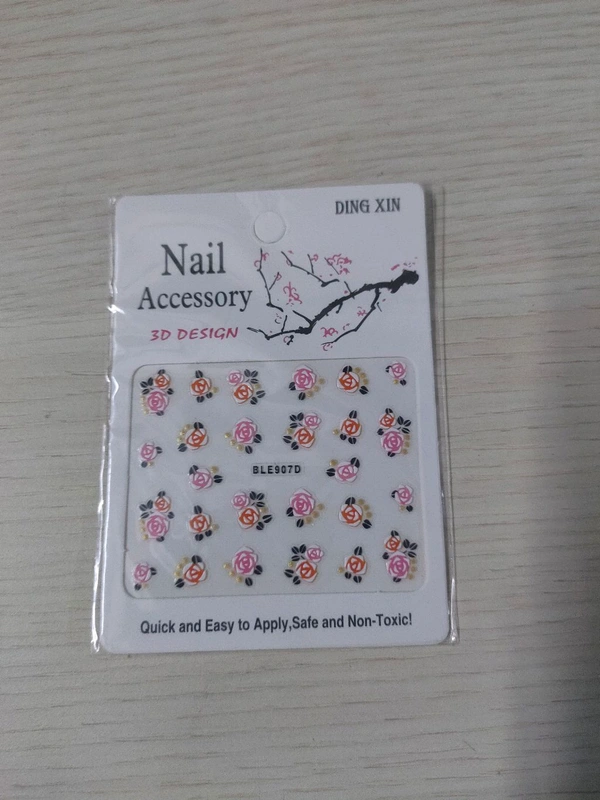 DING XIN
Nail
Accessory
3D DESIGN
BLE907D
Quick and Easy to Apply,Safe and Non-Toxic!